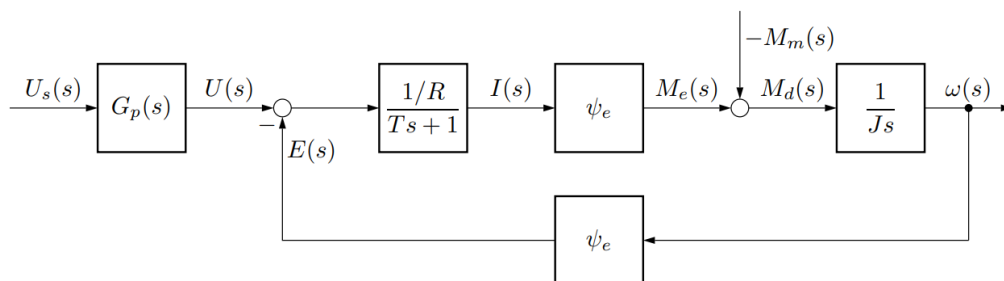 −M_m(s)
U_s(s) G_p(s) U(s) − E(s) 1/R I(s) ψ_e M_e(s) M_d(s) 1 ω(s)
Ts + 1 Js
ψ_e